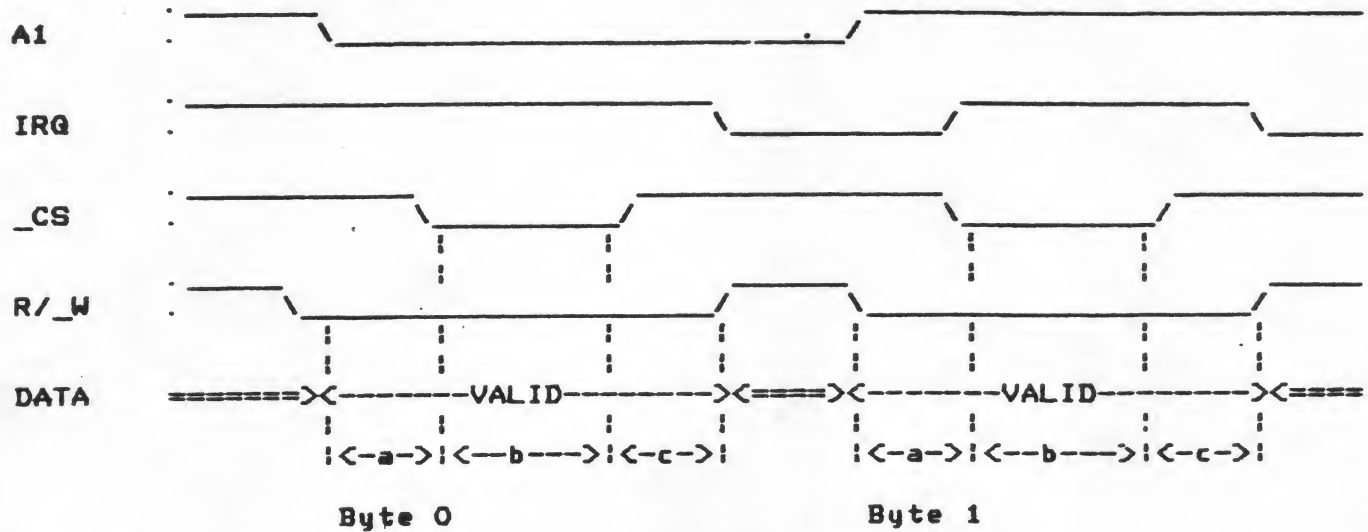 A1
IRQ
_CS
R/_W
DATA =======><-------VALID-------><====><-------VALID-------><====
<-a-> <--b---> <-c-> <-a-> <--b---> <-c->
Byte 0 Byte 1